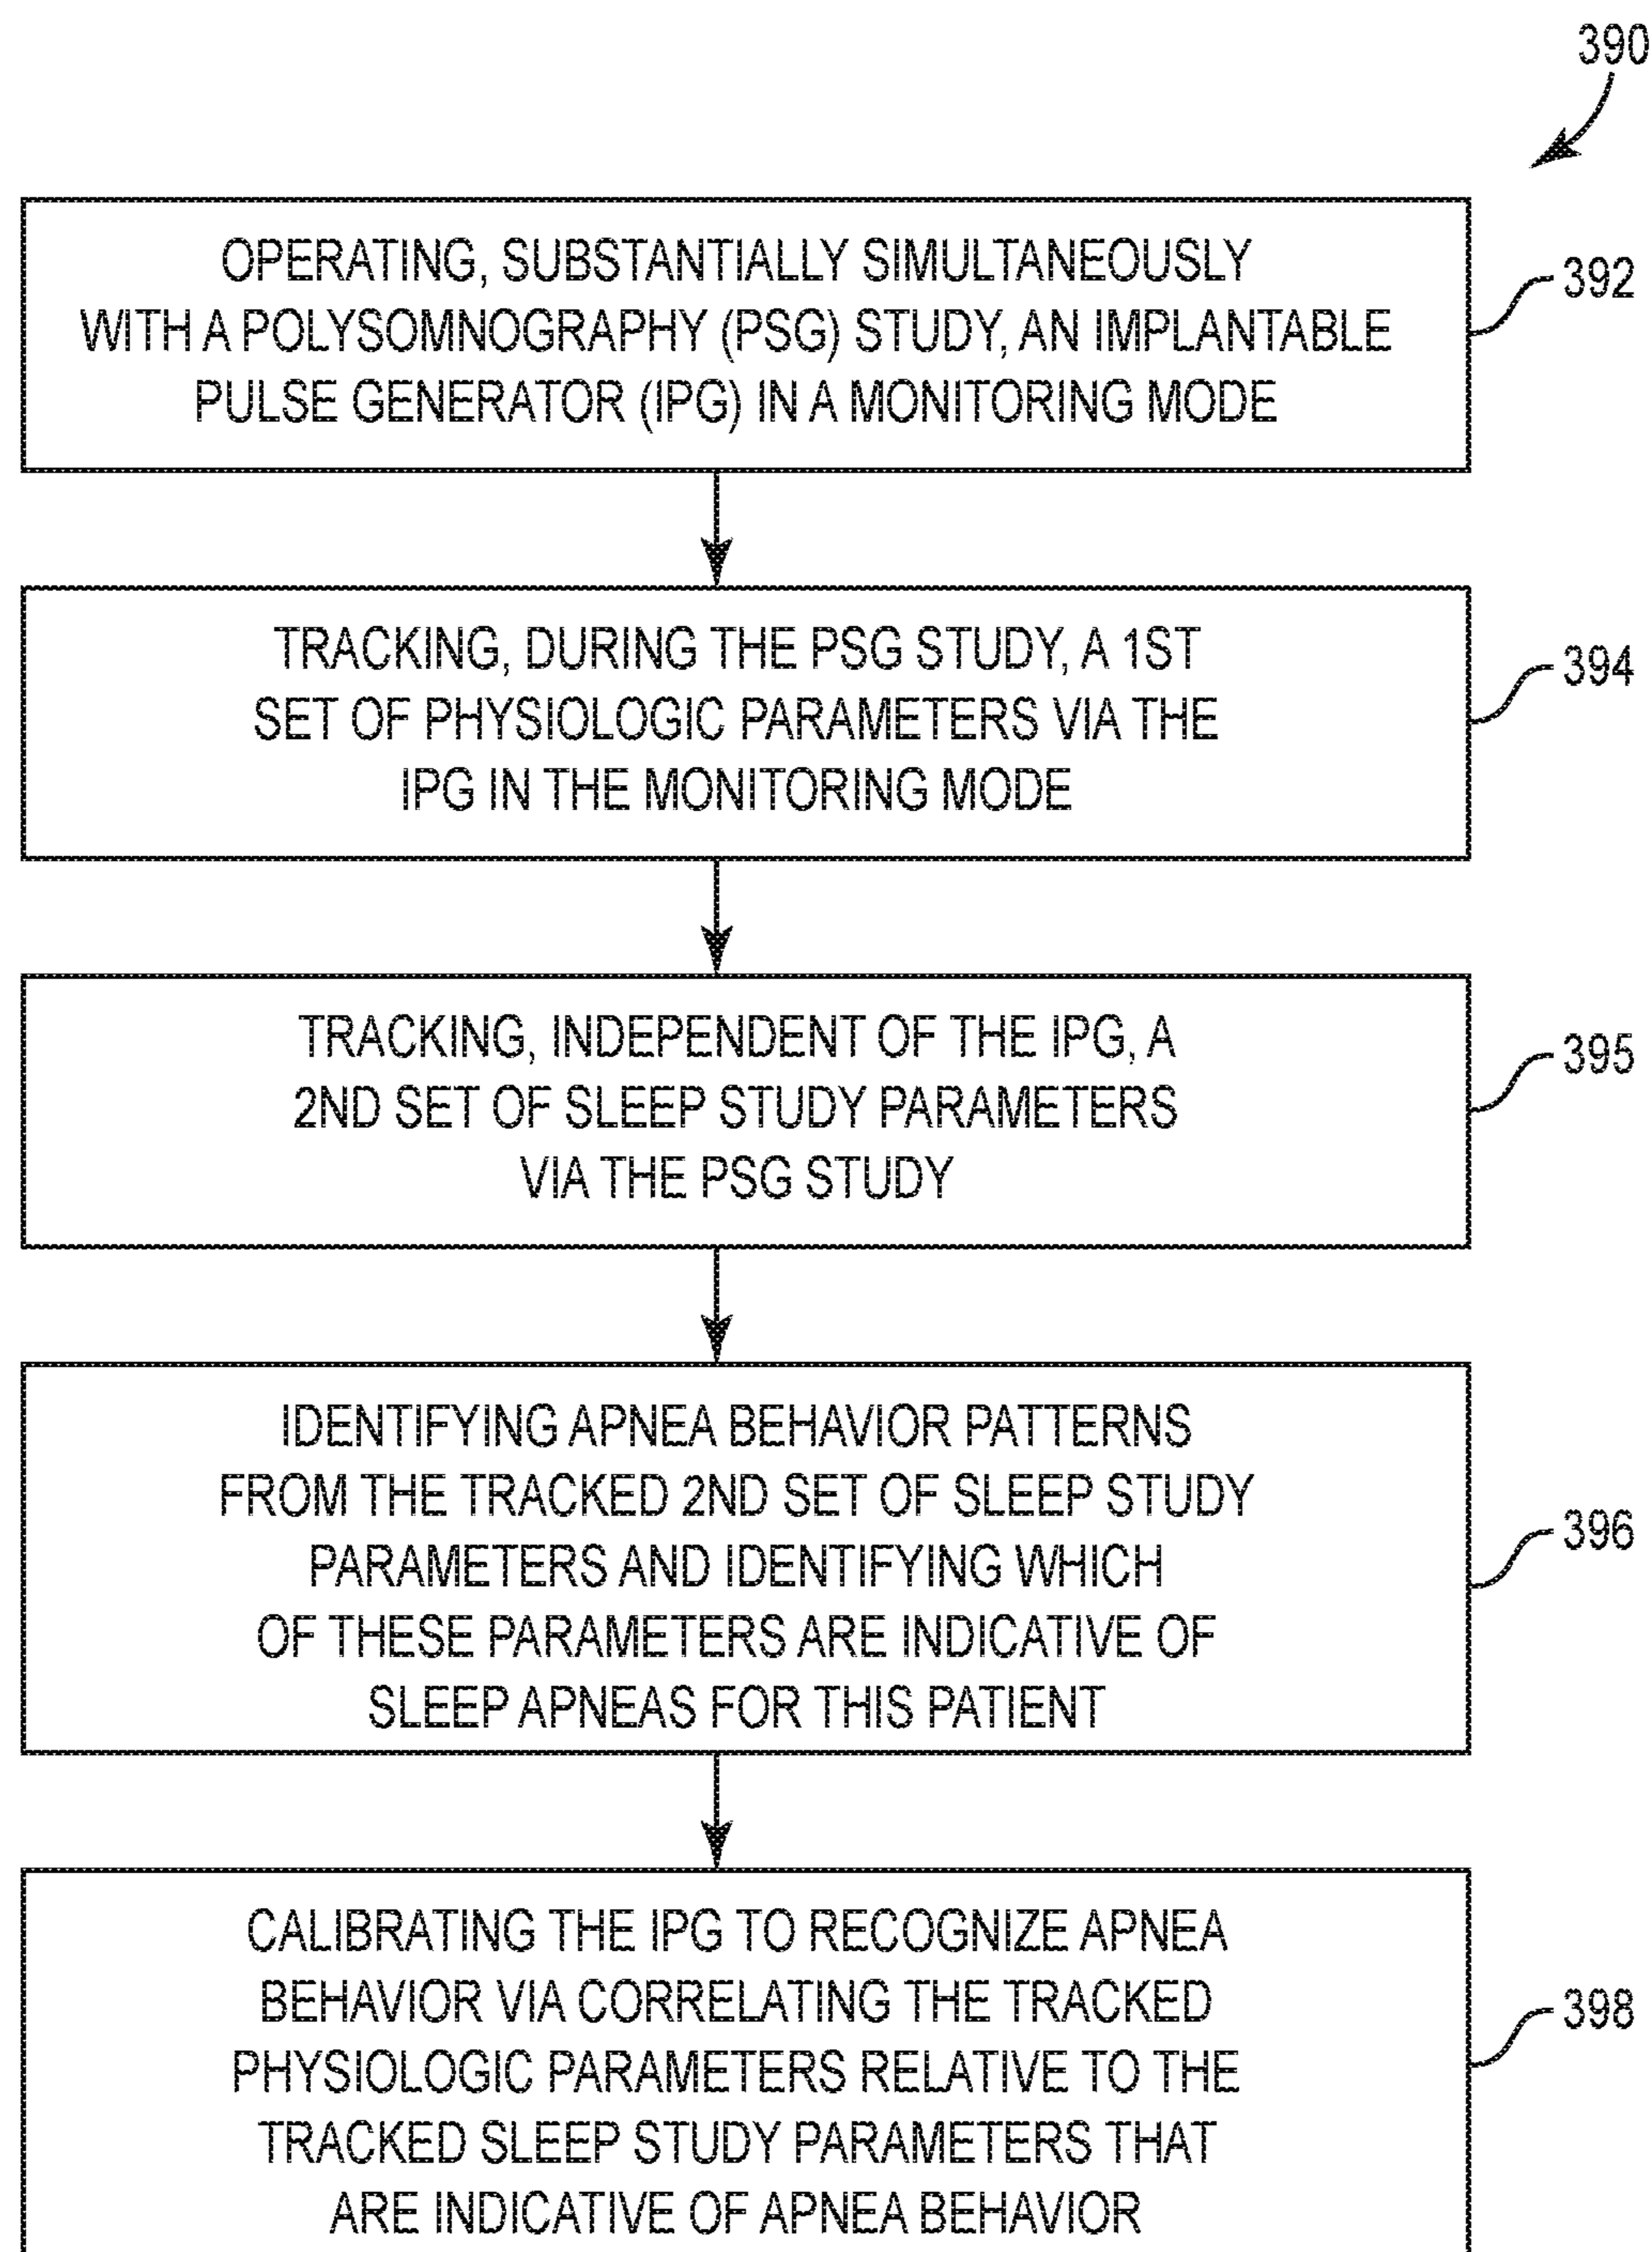 390
OPERATING, SUBSTANTIALLY SIMULTANEOUSLY
WITH A POLYSOMNOGRAPHY (PSG) STUDY, AN IMPLANTABLE
PULSE GENERATOR (IPG) IN A MONITORING MODE
392
TRACKING, DURING THE PSG STUDY, A 1ST
SET OF PHYSIOLOGIC PARAMETERS VIA THE
IPG IN THE MONITORING MODE
394
TRACKING, INDEPENDENT OF THE IPG, A
2ND SET OF SLEEP STUDY PARAMETERS
VIA THE PSG STUDY
395
IDENTIFYING APNEA BEHAVIOR PATTERNS
FROM THE TRACKED 2ND SET OF SLEEP STUDY
PARAMETERS AND IDENTIFYING WHICH
OF THESE PARAMETERS ARE INDICATIVE OF
SLEEP APNEAS FOR THIS PATIENT
396
CALIBRATING THE IPG TO RECOGNIZE APNEA
BEHAVIOR VIA CORRELATING THE TRACKED
PHYSIOLOGIC PARAMETERS RELATIVE TO THE
TRACKED SLEEP STUDY PARAMETERS THAT
ARE INDICATIVE OF APNEA BEHAVIOR
398